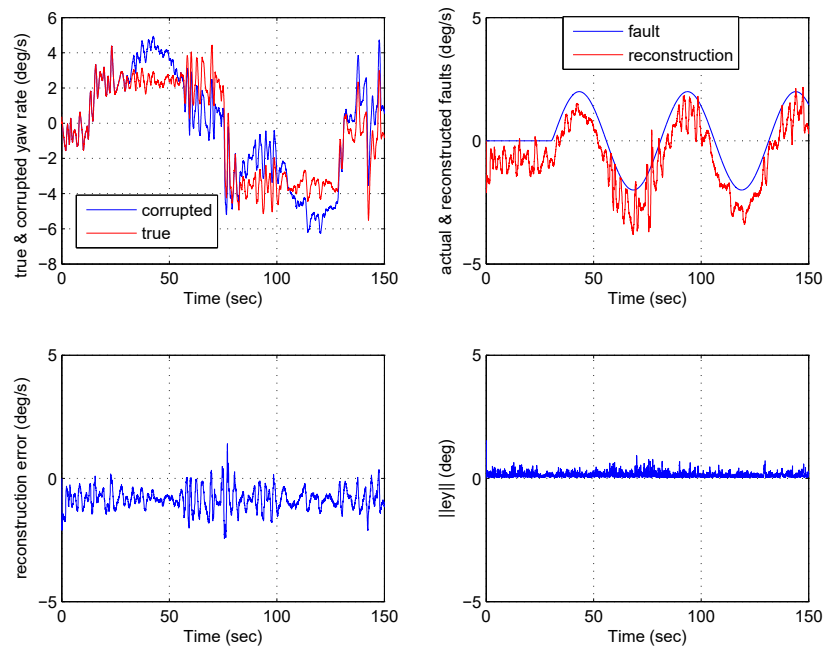 true & corrupted yaw rate (deg/s)
6
4
2
0
−2
−4
−6
−8
corrupted
true
0
50
100
150
Time (sec)
actual & reconstructed faults (deg/s)
5
0
−5
fault
reconstruction
0
50
100
150
Time (sec)
reconstruction error (deg/s)
5
0
−5
0
50
100
150
Time (sec)
||ey|| (deg)
5
0
−5
0
50
100
150
Time (sec)